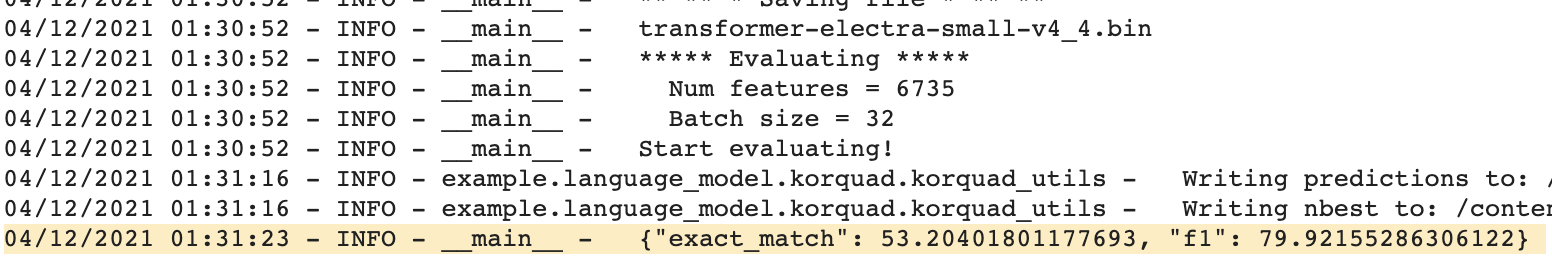 04/12/2021 01:30:52 - INFO - __main__ -   ***** Saving file *****
04/12/2021 01:30:52 - INFO - __main__ -   transformer-electra-small-v4_4.bin
04/12/2021 01:30:52 - INFO - __main__ -   ***** Evaluating *****
04/12/2021 01:30:52 - INFO - __main__ -     Num features = 6735
04/12/2021 01:30:52 - INFO - __main__ -     Batch size = 32
04/12/2021 01:30:52 - INFO - __main__ -   Start evaluating!
04/12/2021 01:31:16 - INFO - example.language_model.korquad.korquad_utils -   Writing predictions to: /
04/12/2021 01:31:16 - INFO - example.language_model.korquad.korquad_utils -   Writing nbest to: /conte
04/12/2021 01:31:23 - INFO - __main__ -   {"exact_match": 53.20401801177693, "f1": 79.92155286306122}